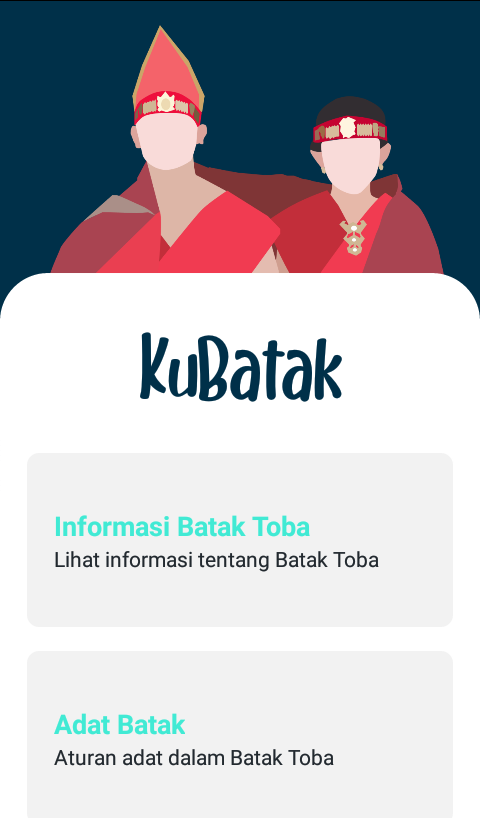 KuBatak
Informasi Batak Toba
Lihat informasi tentang Batak Toba
Adat Batak
Aturan adat dalam Batak Toba